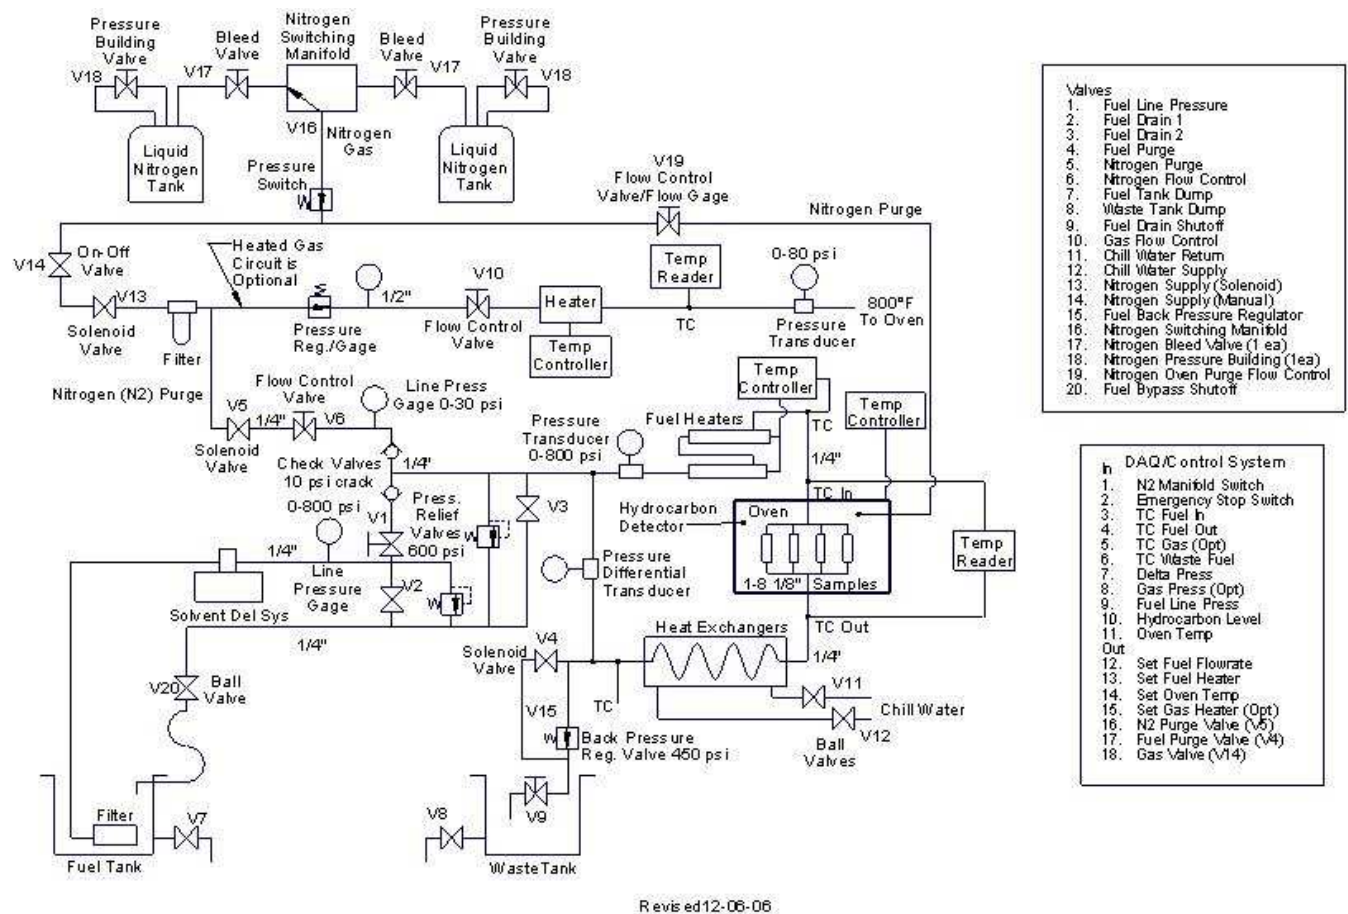 Pressure
Building
Valve
Bleed
Valve
Nitrogen
Switching
Manifold
Bleed
Valve
Pressure
Building
Valve
V18
V17
V17
V18
V16
Nitrogen
Gas
Liquid
Nitrogen
Tank
Liquid
Nitrogen
Tank
Pressure
Switch
W
V19
Flow Control
Valve/Flow Gage
Nitrogen Purge
V14
On-Off
Valve
Heated Gas
Circuit is
Optional
V13
Solenoid
Valve
Filter
1/2"
Pressure
Reg./Gage
V10
Flow Control
Valve
Heater
Temp
Controller
Temp
Reader
TC
0-80 psi
Pressure
Transducer
800°F
To Oven
Nitrogen (N2) Purge
Flow Control
Valve
Line Press
Gage 0-30 psi
V5
1/4"
V6
Solenoid
Valve
Check Valves
10 psi crack
1/4"
Pressure
Transducer
0-800 psi
Fuel Heaters
Temp
Controller
TC
Temp
Controller
1/4"
TC In
0-800 psi
V1
Press.
Relief
Valves
600 psi
W
V3
Hydrocarbon
Detector
Oven
1-8 1/8" Samples
Temp
Reader
1/4"
Line
Pressure
Gage
V2
W
Solvent Del Sys
Pressure
Differential
Transducer
1/4"
TC Out
Heat Exchangers
1/4"
V4
Solenoid
Valve
TC
V11
Chill Water
V12
Ball
Valves
V20
Ball
Valve
V15
W
Back Pressure
Reg. Valve 450 psi
V9
Filter
V7
Fuel Tank
V8
Waste Tank
Revised 12-06-06
Valves
1. Fuel Line Pressure
2. Fuel Drain 1
3. Fuel Drain 2
4. Fuel Purge
5. Nitrogen Purge
6. Nitrogen Flow Control
7. Fuel Tank Dump
8. Waste Tank Dump
9. Fuel Drain Shutoff
10. Gas Flow Control
11. Chill Water Return
12. Chill Water Supply
13. Nitrogen Supply (Solenoid)
14. Nitrogen Supply (Manual)
15. Fuel Back Pressure Regulator
16. Nitrogen Switching Manifold
17. Nitrogen Bleed Valve (1 ea)
18. Nitrogen Pressure Building (1ea)
19. Nitrogen Oven Purge Flow Control
20. Fuel Bypass Shutoff
DAQ/Control System
In
1. N2 Manifold Switch
2. Emergency Stop Switch
3. TC Fuel In
4. TC Fuel Out
5. TC Gas (Opt)
6. TC Waste Fuel
7. Delta Press
8. Gas Press (Opt)
9. Fuel Line Press
10. Hydrocarbon Level
11. Oven Temp
Out
12. Set Fuel Flowrate
13. Set Fuel Heater
14. Set Oven Temp
15. Set Gas Heater (Opt)
16. N2 Purge Valve (V5)
17. Fuel Purge Valve (V4)
18. Gas Valve (V14)